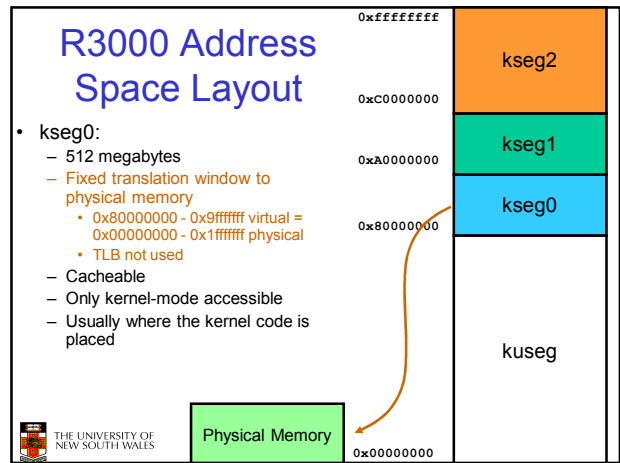 R3000 Address
Space Layout
• kseg0:
– 512 megabytes
– Fixed translation window to
physical memory
• 0x80000000 - 0x9fffffff virtual =
0x00000000 - 0x1fffffff physical
• TLB not used
– Cacheable
– Only kernel-mode accessible
– Usually where the kernel code is
placed
0xffffffff
kseg2
0xC0000000
kseg1
0xA0000000
kseg0
0x80000000
kuseg
THE UNIVERSITY OF
NEW SOUTH WALES
Physical Memory
0x00000000